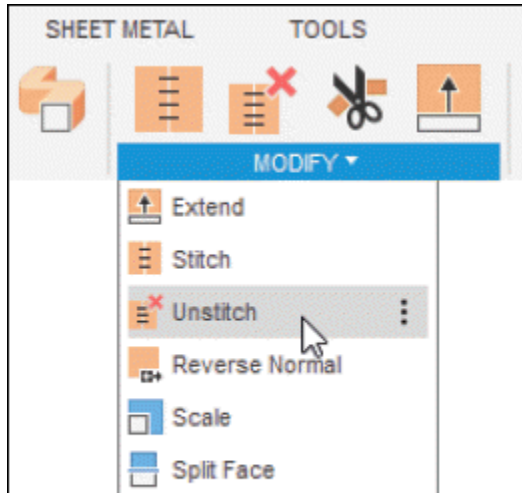 SHEET METAL TOOLS
MODIFY
Extend
Stitch
Unstitch
Reverse Normal
Scale
Split Face